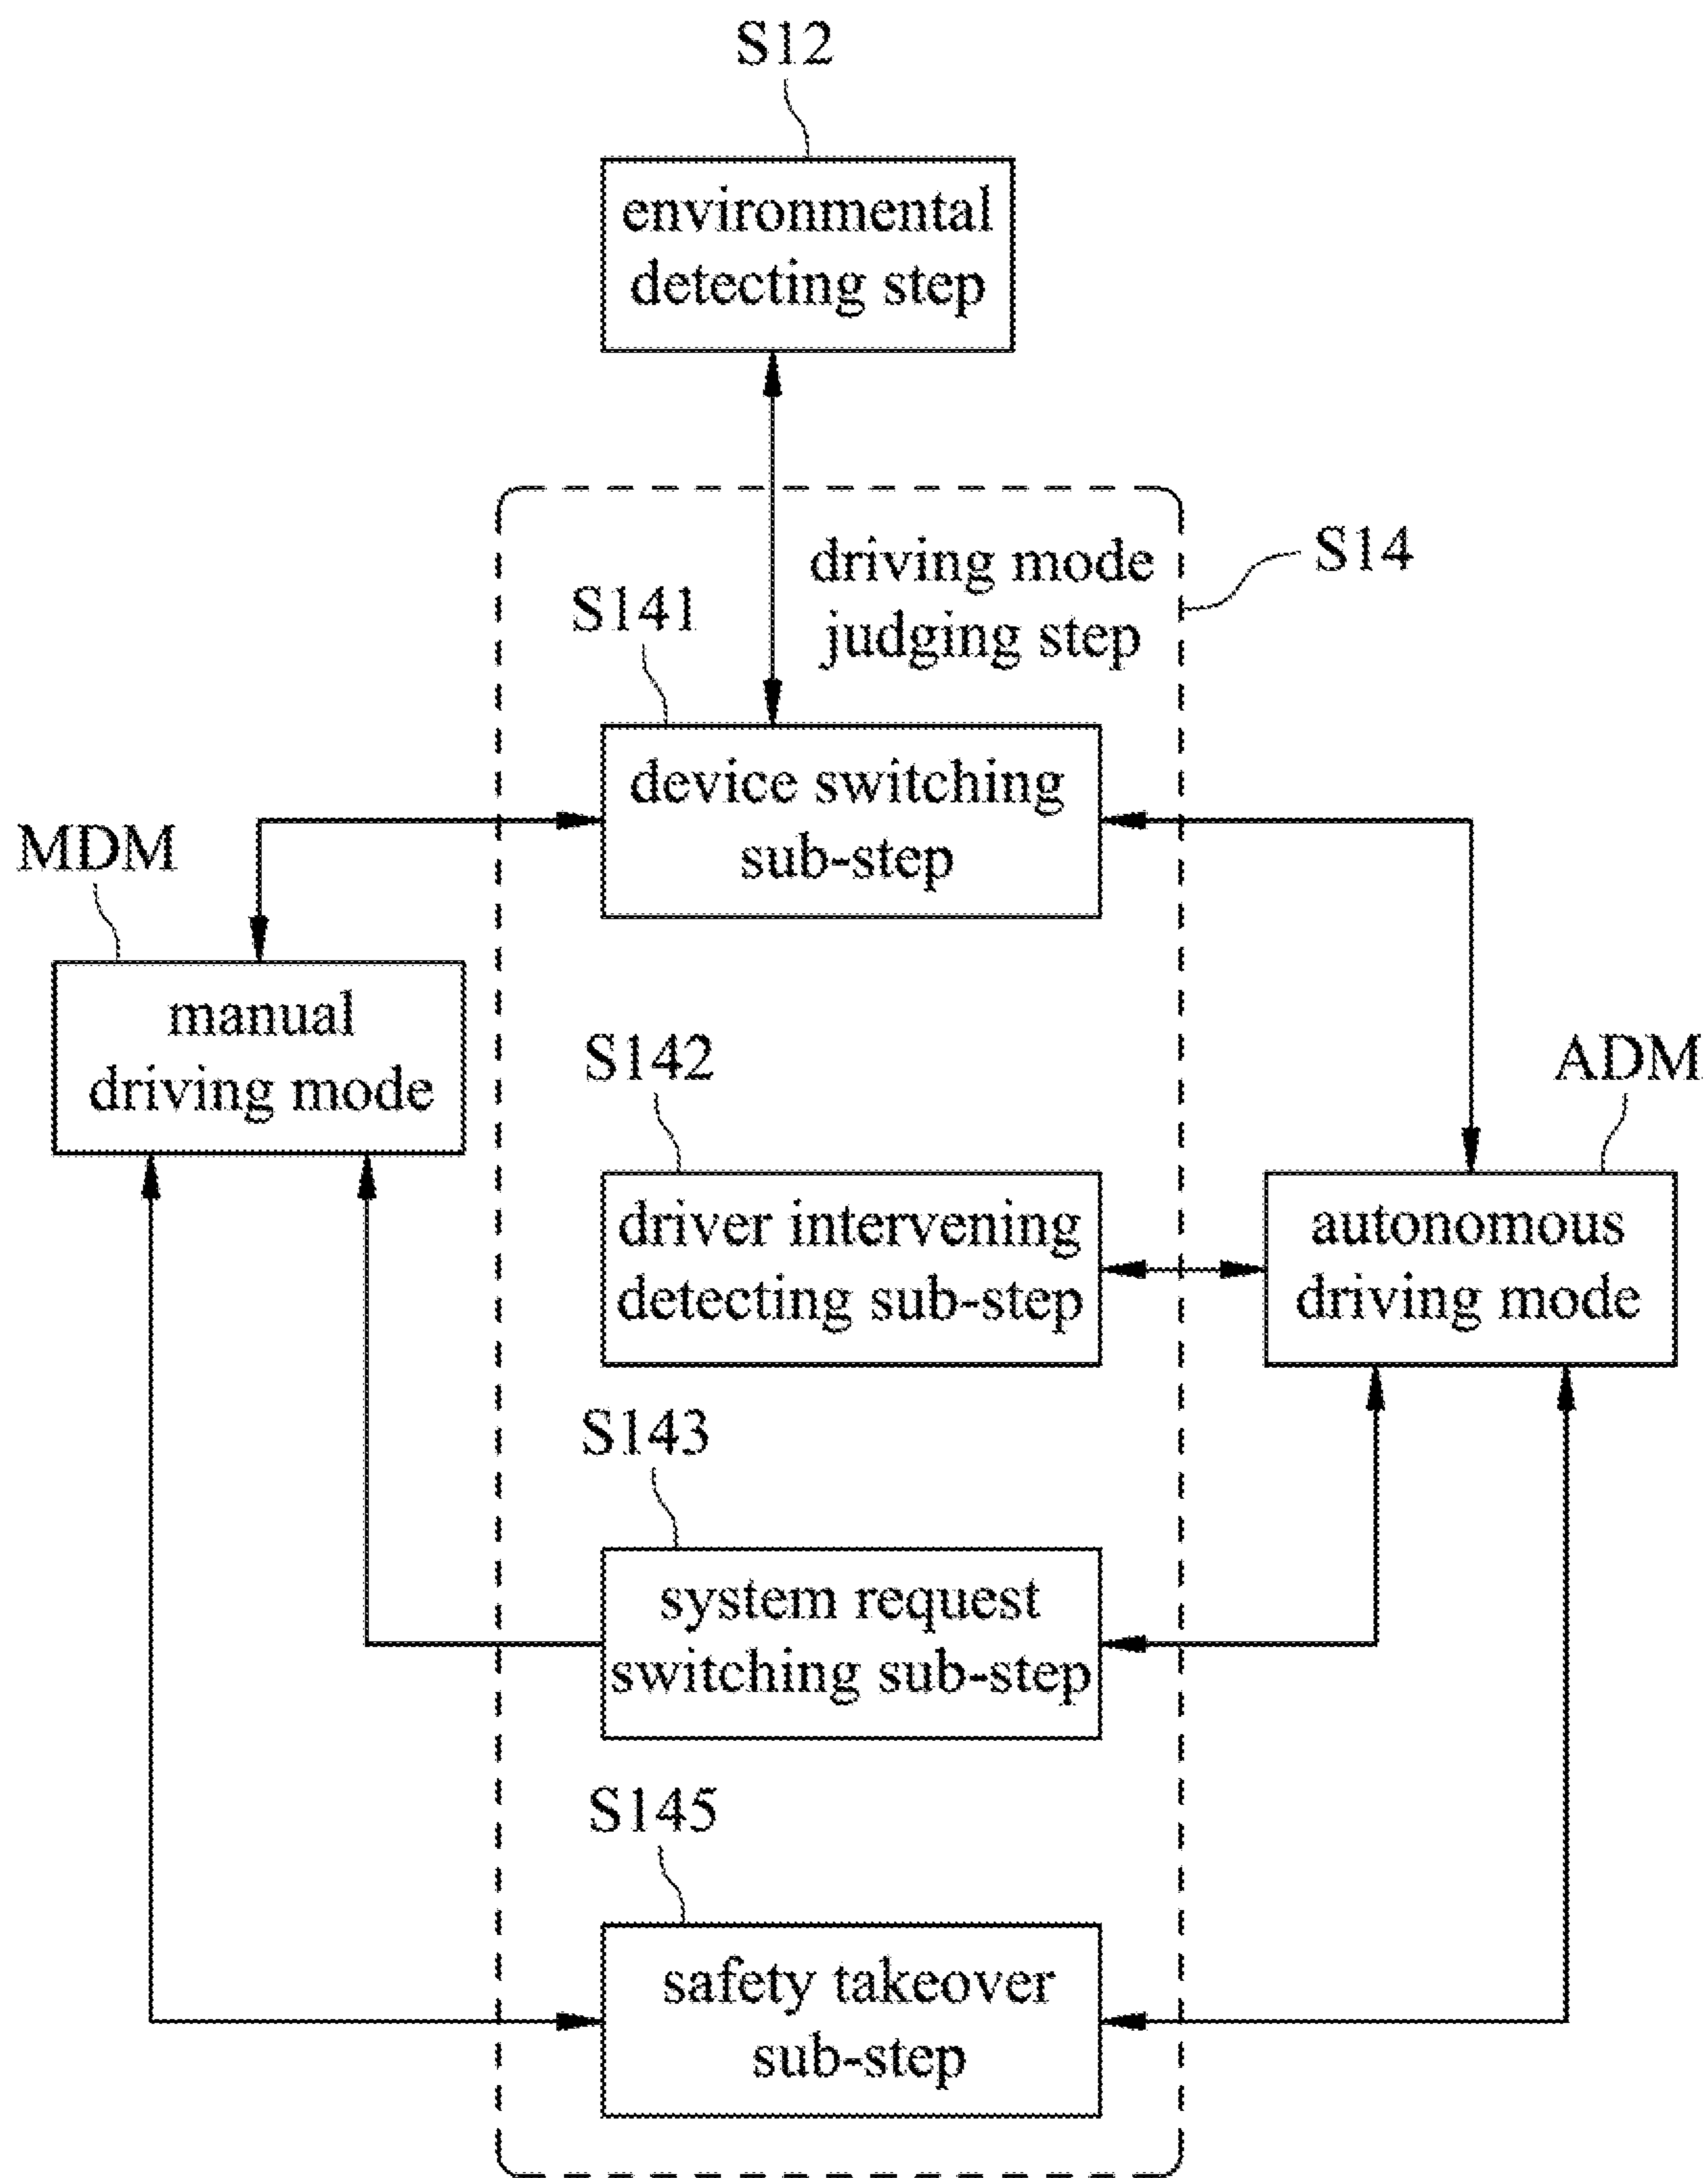 S12
environmental
detecting step
driving mode
judging step
S14
S141
device switching
sub-step
MDM
manual
driving mode
S142
driver intervening
detecting sub-step
ADM
autonomous
driving mode
S143
system request
switching sub-step
S145
safety takeover
sub-step